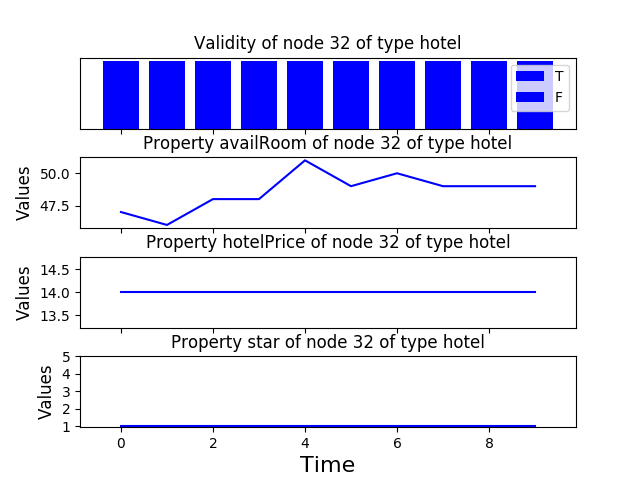 Validity of node 32 of type hotel
T
F
Property availRoom of node 32 of type hotel
Values
50.0
47.5
Property hotelPrice of node 32 of type hotel
Values
14.5
14.0
13.5
Property star of node 32 of type hotel
Values
5
4
3
2
1
0 2 4 6 8
Time